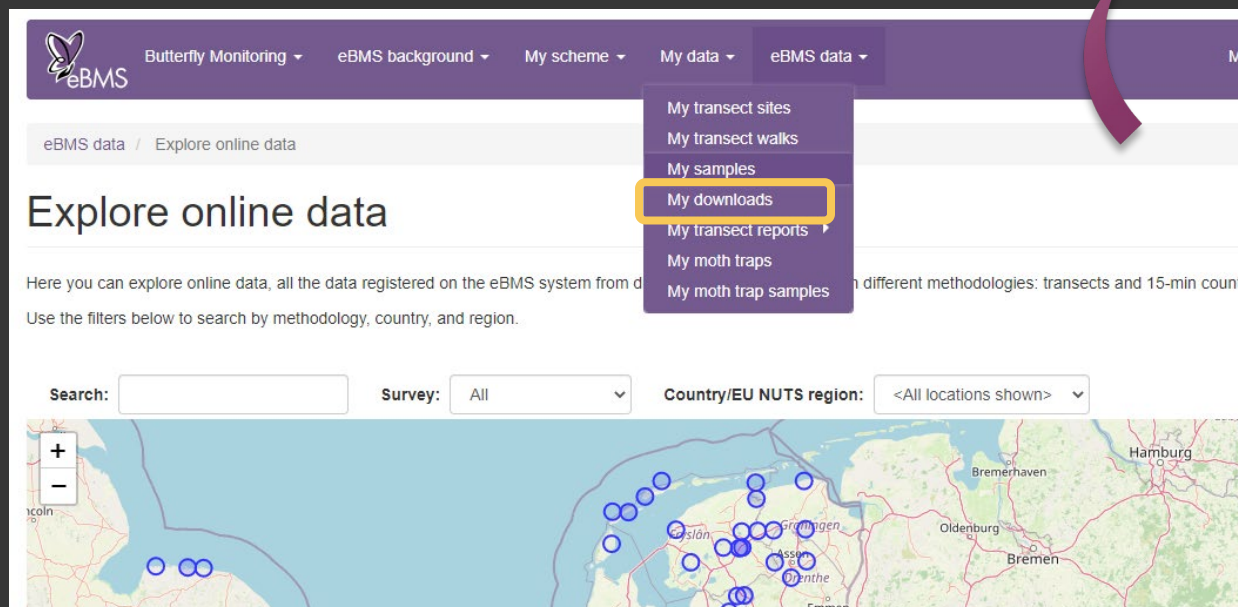 eBMS
Butterfly Monitoring
eBMS background
My scheme
My data
eBMS data
My transect sites
My transect walks
My samples
My downloads
My transect reports
My moth traps
My moth trap samples
eBMS data / Explore online data
Explore online data
Here you can explore online data, all the data registered on the eBMS system from d
different methodologies: transects and 15-min coun
Use the filters below to search by methodology, country, and region.
Search:
Survey: All
Country/EU NUTS region: <All locations shown>
+
−
Hamburg
Bremerhaven
Oldenburg
Bremen
Groningen
Assen
Drenthe
Emmen